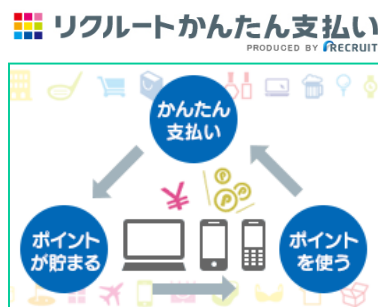 リクルートかんたん支払い
PRODUCED BY RECRUIT
かんたん
支払い
¥
P
P
P
ポイント
が貯まる
ポイント
を使う